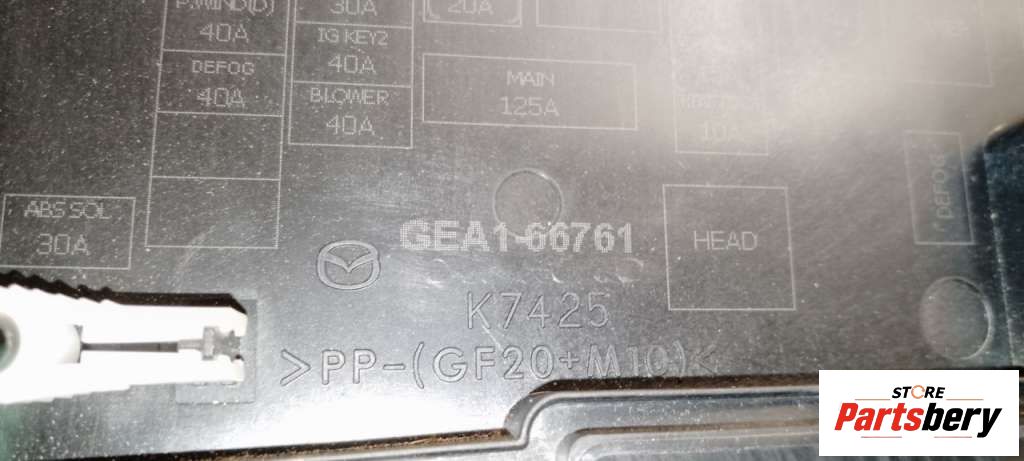 P.WIND(D)
40A
DEFOG
40A
30A
IG KEY2
40A
BLOWER
40A
20A
MAIN
125A
10A
ABS SOL
30A
GEA1-66761
K7425
>PP-(GF20+M10)<
HEAD
DEFOG
STORE
Partsbery